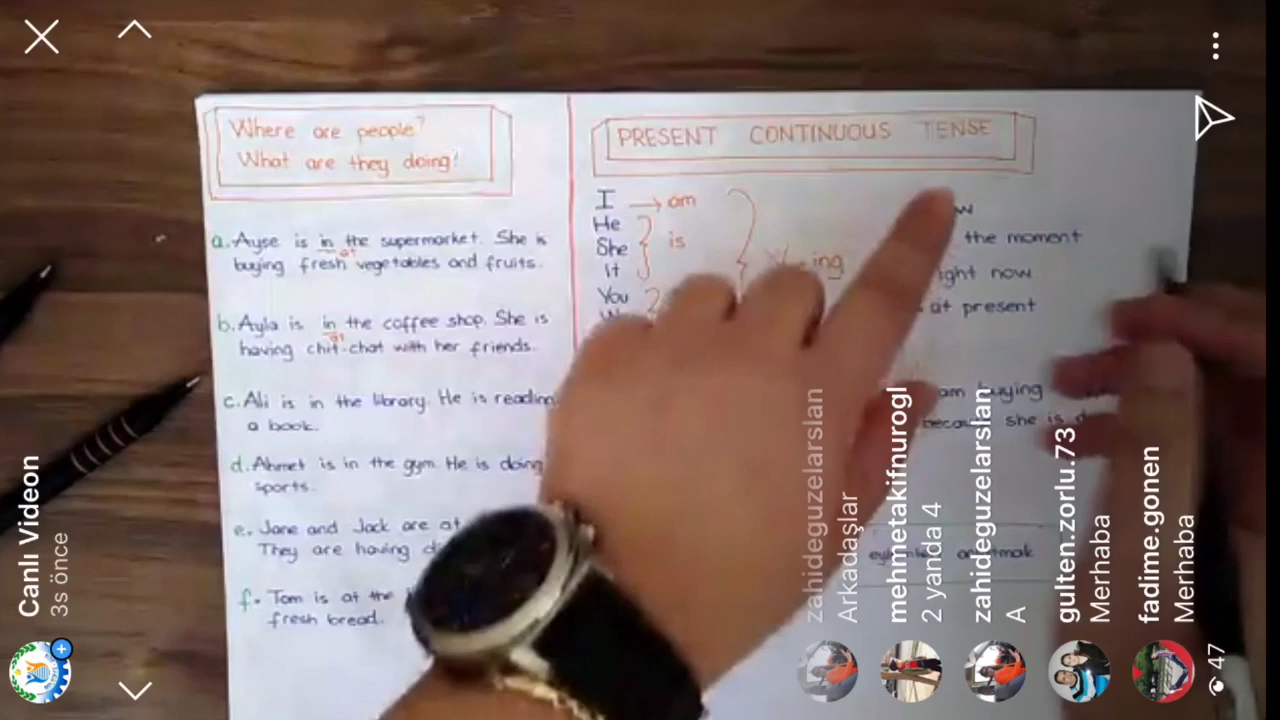 Where are people?
What are they doing?
a. Ayşe is in the supermarket. She is
at
buying fresh vegetables and fruits.
b. Ayla is in the coffee shop. She is
at
having chit-chat with her friends.
c. Ali is in the library. He is reading
a book.
d. Ahmet is in the gym. He is doing
sports.
e. Jane and Jack are at
They are having
f. Tom is at the
fresh bread.
PRESENT CONTINUOUS TENSE
I → am
He
She
It
is
You
ing
the moment
now
at present
am buying
she is
Canlı Videon
3s önce
zahideguzelarslan
Arkadaşlar
mehmetakifnurogl
2 yanda 4
zahideguzelarslan
A
gulten.zorlu.73
Merhaba
fadime.gonen
Merhaba
47